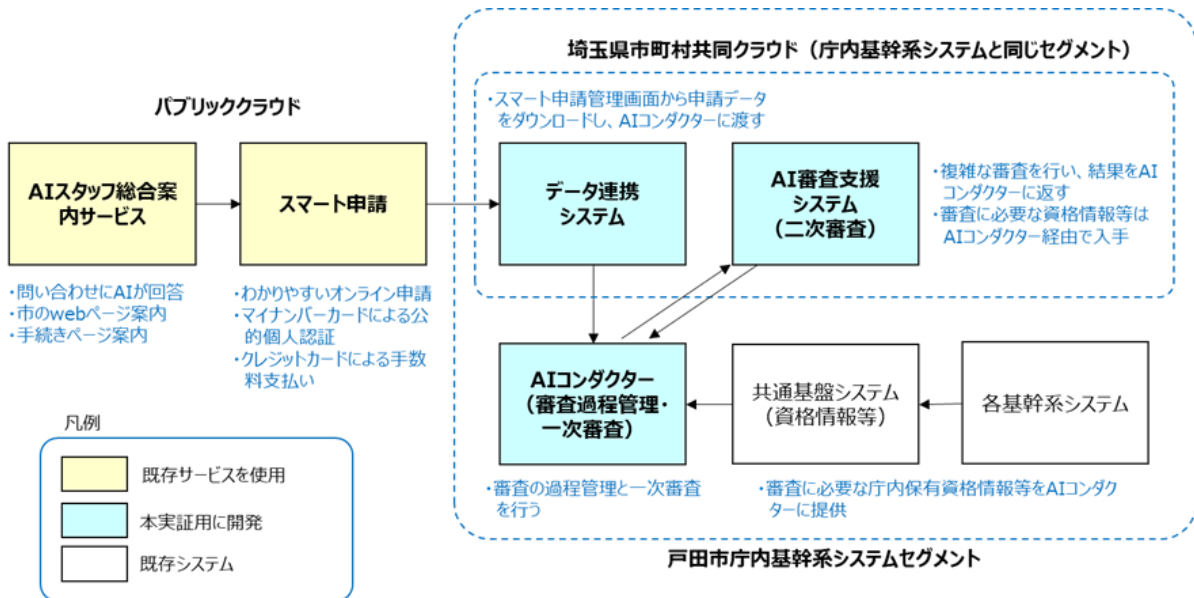 埼玉県市町村共同クラウド（庁内基幹系システムと同じセグメント）
パブリッククラウド
・スマート申請管理画面から申請データ
をダウンロードし、AIコンダクターに渡す
AIスタッフ総合案
内サービス
スマート申請
データ連携
システム
AI審査支援
システム
（二次審査）
・複雑な審査を行い、結果をAI
コンダクターに返す
・審査に必要な資格情報等は
AIコンダクター経由で入手
・問い合わせにAIが回答
・市のwebページ案内
・手続きページ案内
・わかりやすいオンライン申請
・マイナンバーカードによる公
的個人認証
・クレジットカードによる手数
料支払い
AIコンダクター
（審査過程管理・
一次審査）
共通基盤システム
（資格情報等）
各基幹系システム
・審査の過程管理と一次審査
を行う
・審査に必要な庁内保有資格情報等をAIコンダク
ターに提供
戸田市庁内基幹系システムセグメント
凡例
既存サービスを使用
本実証用に開発
既存システム